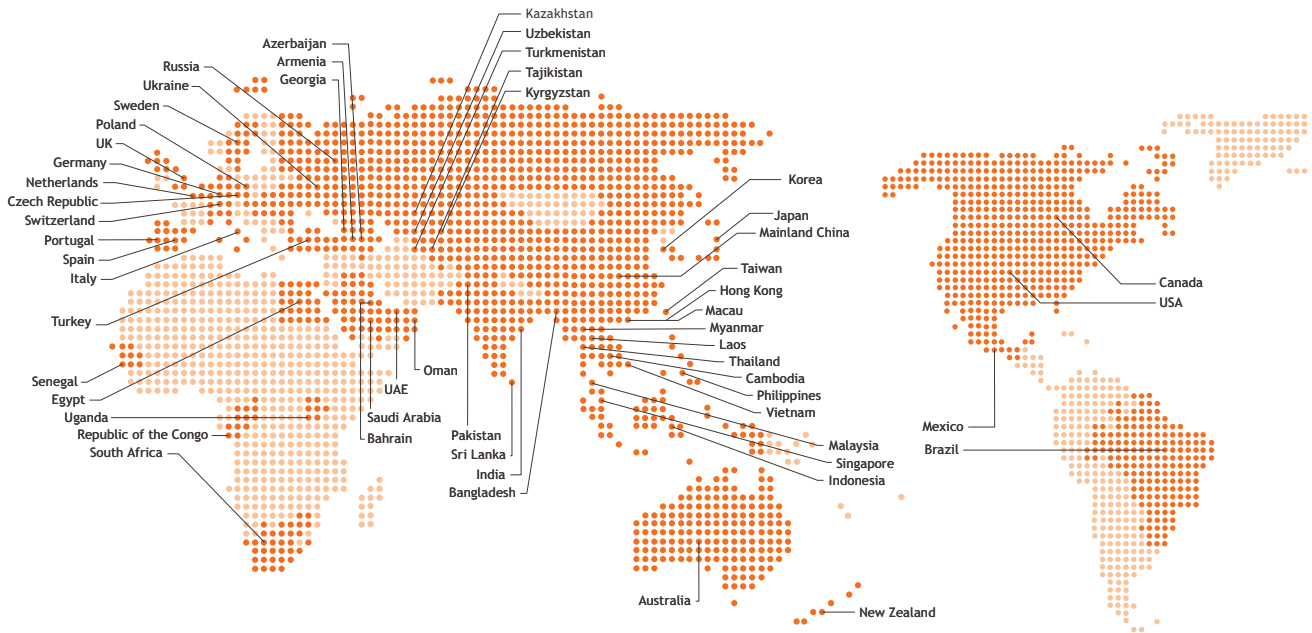 Kazakhstan
Uzbekistan
Turkmenistan
Tajikistan
Kyrgyzstan
Azerbaijan
Armenia
Georgia
Russia
Ukraine
Sweden
Poland
UK
Germany
Netherlands
Czech Republic
Switzerland
Portugal
Spain
Italy
Turkey
Senegal
Egypt
Uganda
Republic of the Congo
South Africa
Oman
UAE
Saudi Arabia
Bahrain
Pakistan
Sri Lanka
India
Bangladesh
Korea
Japan
Mainland China
Taiwan
Hong Kong
Macau
Myanmar
Laos
Thailand
Cambodia
Philippines
Vietnam
Malaysia
Singapore
Indonesia
Australia
New Zealand
Canada
USA
Mexico
Brazil